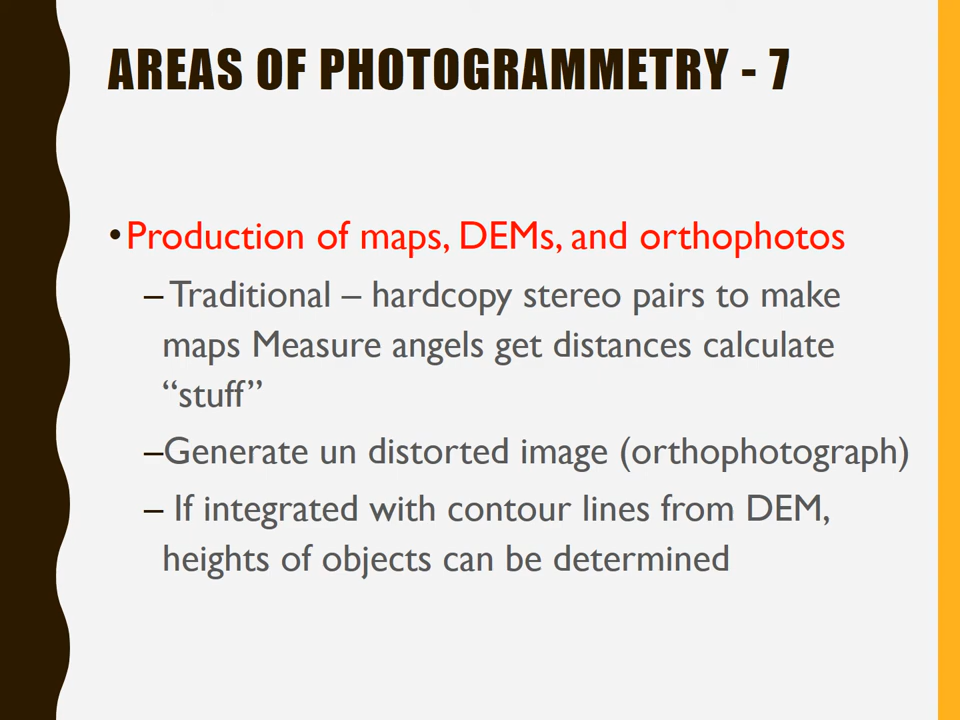 AREAS OF PHOTOGRAMMETRY - 7
•Production of maps, DEMs, and orthophotos
– Traditional – hardcopy stereo pairs to make
maps Measure angels get distances calculate
“stuff”
–Generate un distorted image (orthophotograph)
– If integrated with contour lines from DEM,
heights of objects can be determined